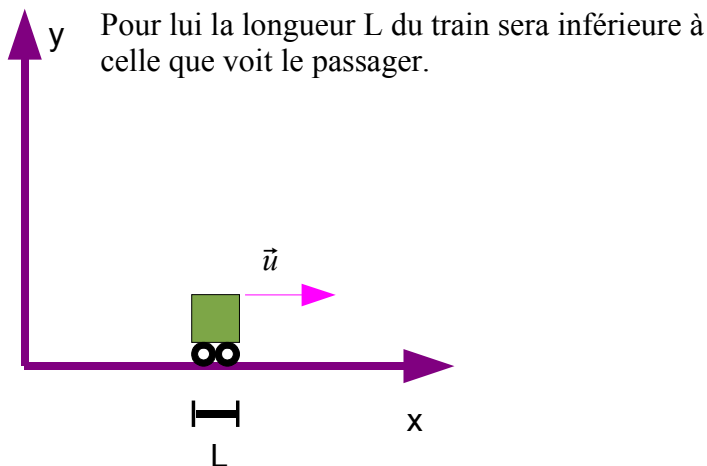 y
Pour lui la longueur L du train sera inférieure à
celle que voit le passager.
u⃗
x
L